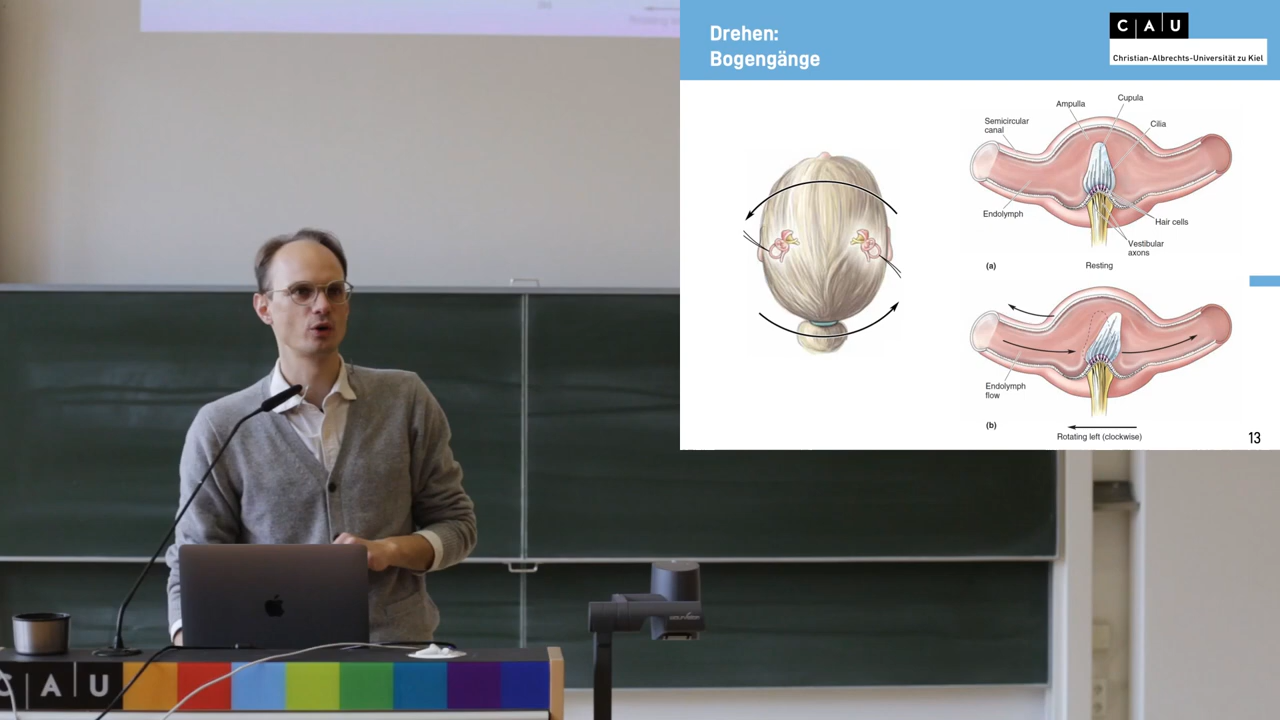 Drehen:
Bogengänge
C A U
Christian-Albrechts-Universität zu Kiel
Cupula
Ampulla
Semicircular
canal
Cilia
Endolymph
Hair cells
Vestibular
axons
(a)
Resting
Endolymph
flow
(b)
Rotating left (clockwise)
13
C A U